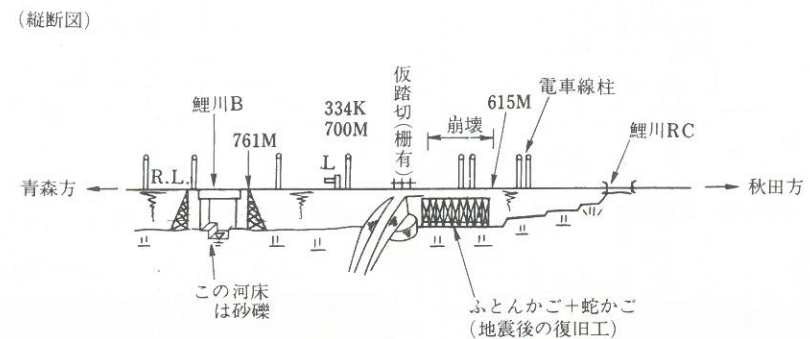 (縦断図)
鯉川B
761M
334K
700M
L
仮踏切(柵有)
崩壊
615M
電車線柱
鯉川RC
R.L.
青森方
秋田方
この河床
は砂礫
ふとんかご+蛇かご
(地震後の復旧工)